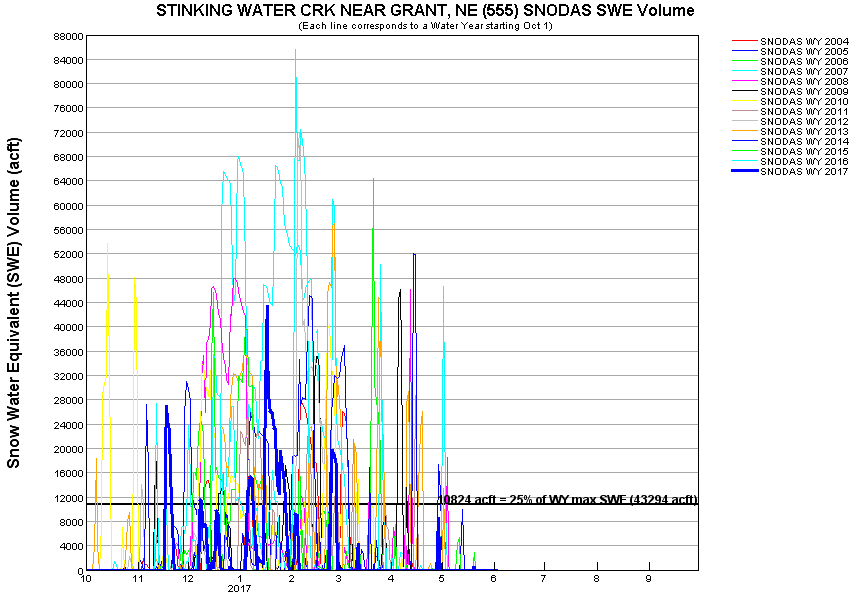 STINKING WATER CRK NEAR GRANT, NE (555) SNODAS SWE Volume
(Each line corresponds to a Water Year starting Oct 1)
Snow Water Equivalent (SWE) Volume (acft)
88000
84000
80000
76000
72000
68000
64000
60000
56000
52000
48000
44000
40000
36000
32000
28000
24000
20000
16000
12000
8000
4000
0
10824 acft = 25% of WY max SWE (43294 acft)
10 11 12 1 2 3 4 5 6 7 8 9
2017
SNODAS WY 2004
SNODAS WY 2005
SNODAS WY 2006
SNODAS WY 2007
SNODAS WY 2008
SNODAS WY 2009
SNODAS WY 2010
SNODAS WY 2011
SNODAS WY 2012
SNODAS WY 2013
SNODAS WY 2014
SNODAS WY 2015
SNODAS WY 2016
SNODAS WY 2017